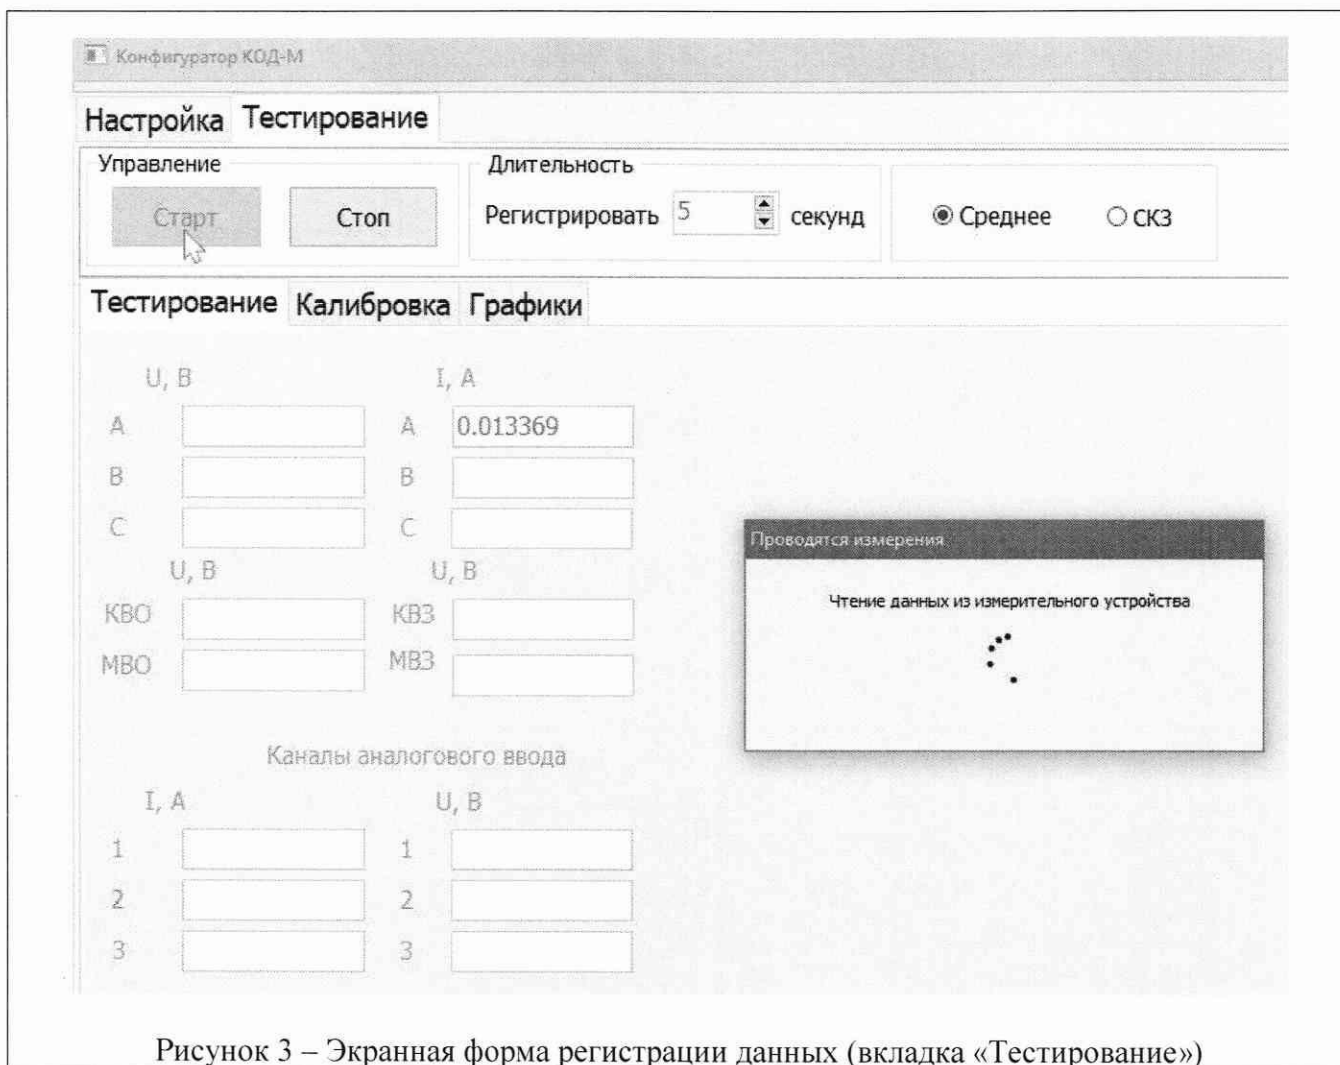 Конфигуратор КОД-М
Настройка Тестирование
Управление
Длительность
Старт Стоп Регистрировать 5 секунд Среднее СКЗ
Тестирование Калибровка Графики
U, В I, А
A A 0.013369
B B
C C
Проводятся измерения
U, В U, В
Чтение данных из измерительного устройства
КВО КВЗ
МВО МВЗ
Каналы аналогового ввода
I, А U, В
1 1
2 2
3 3
Рисунок 3 – Экранная форма регистрации данных (вкладка «Тестирование»)